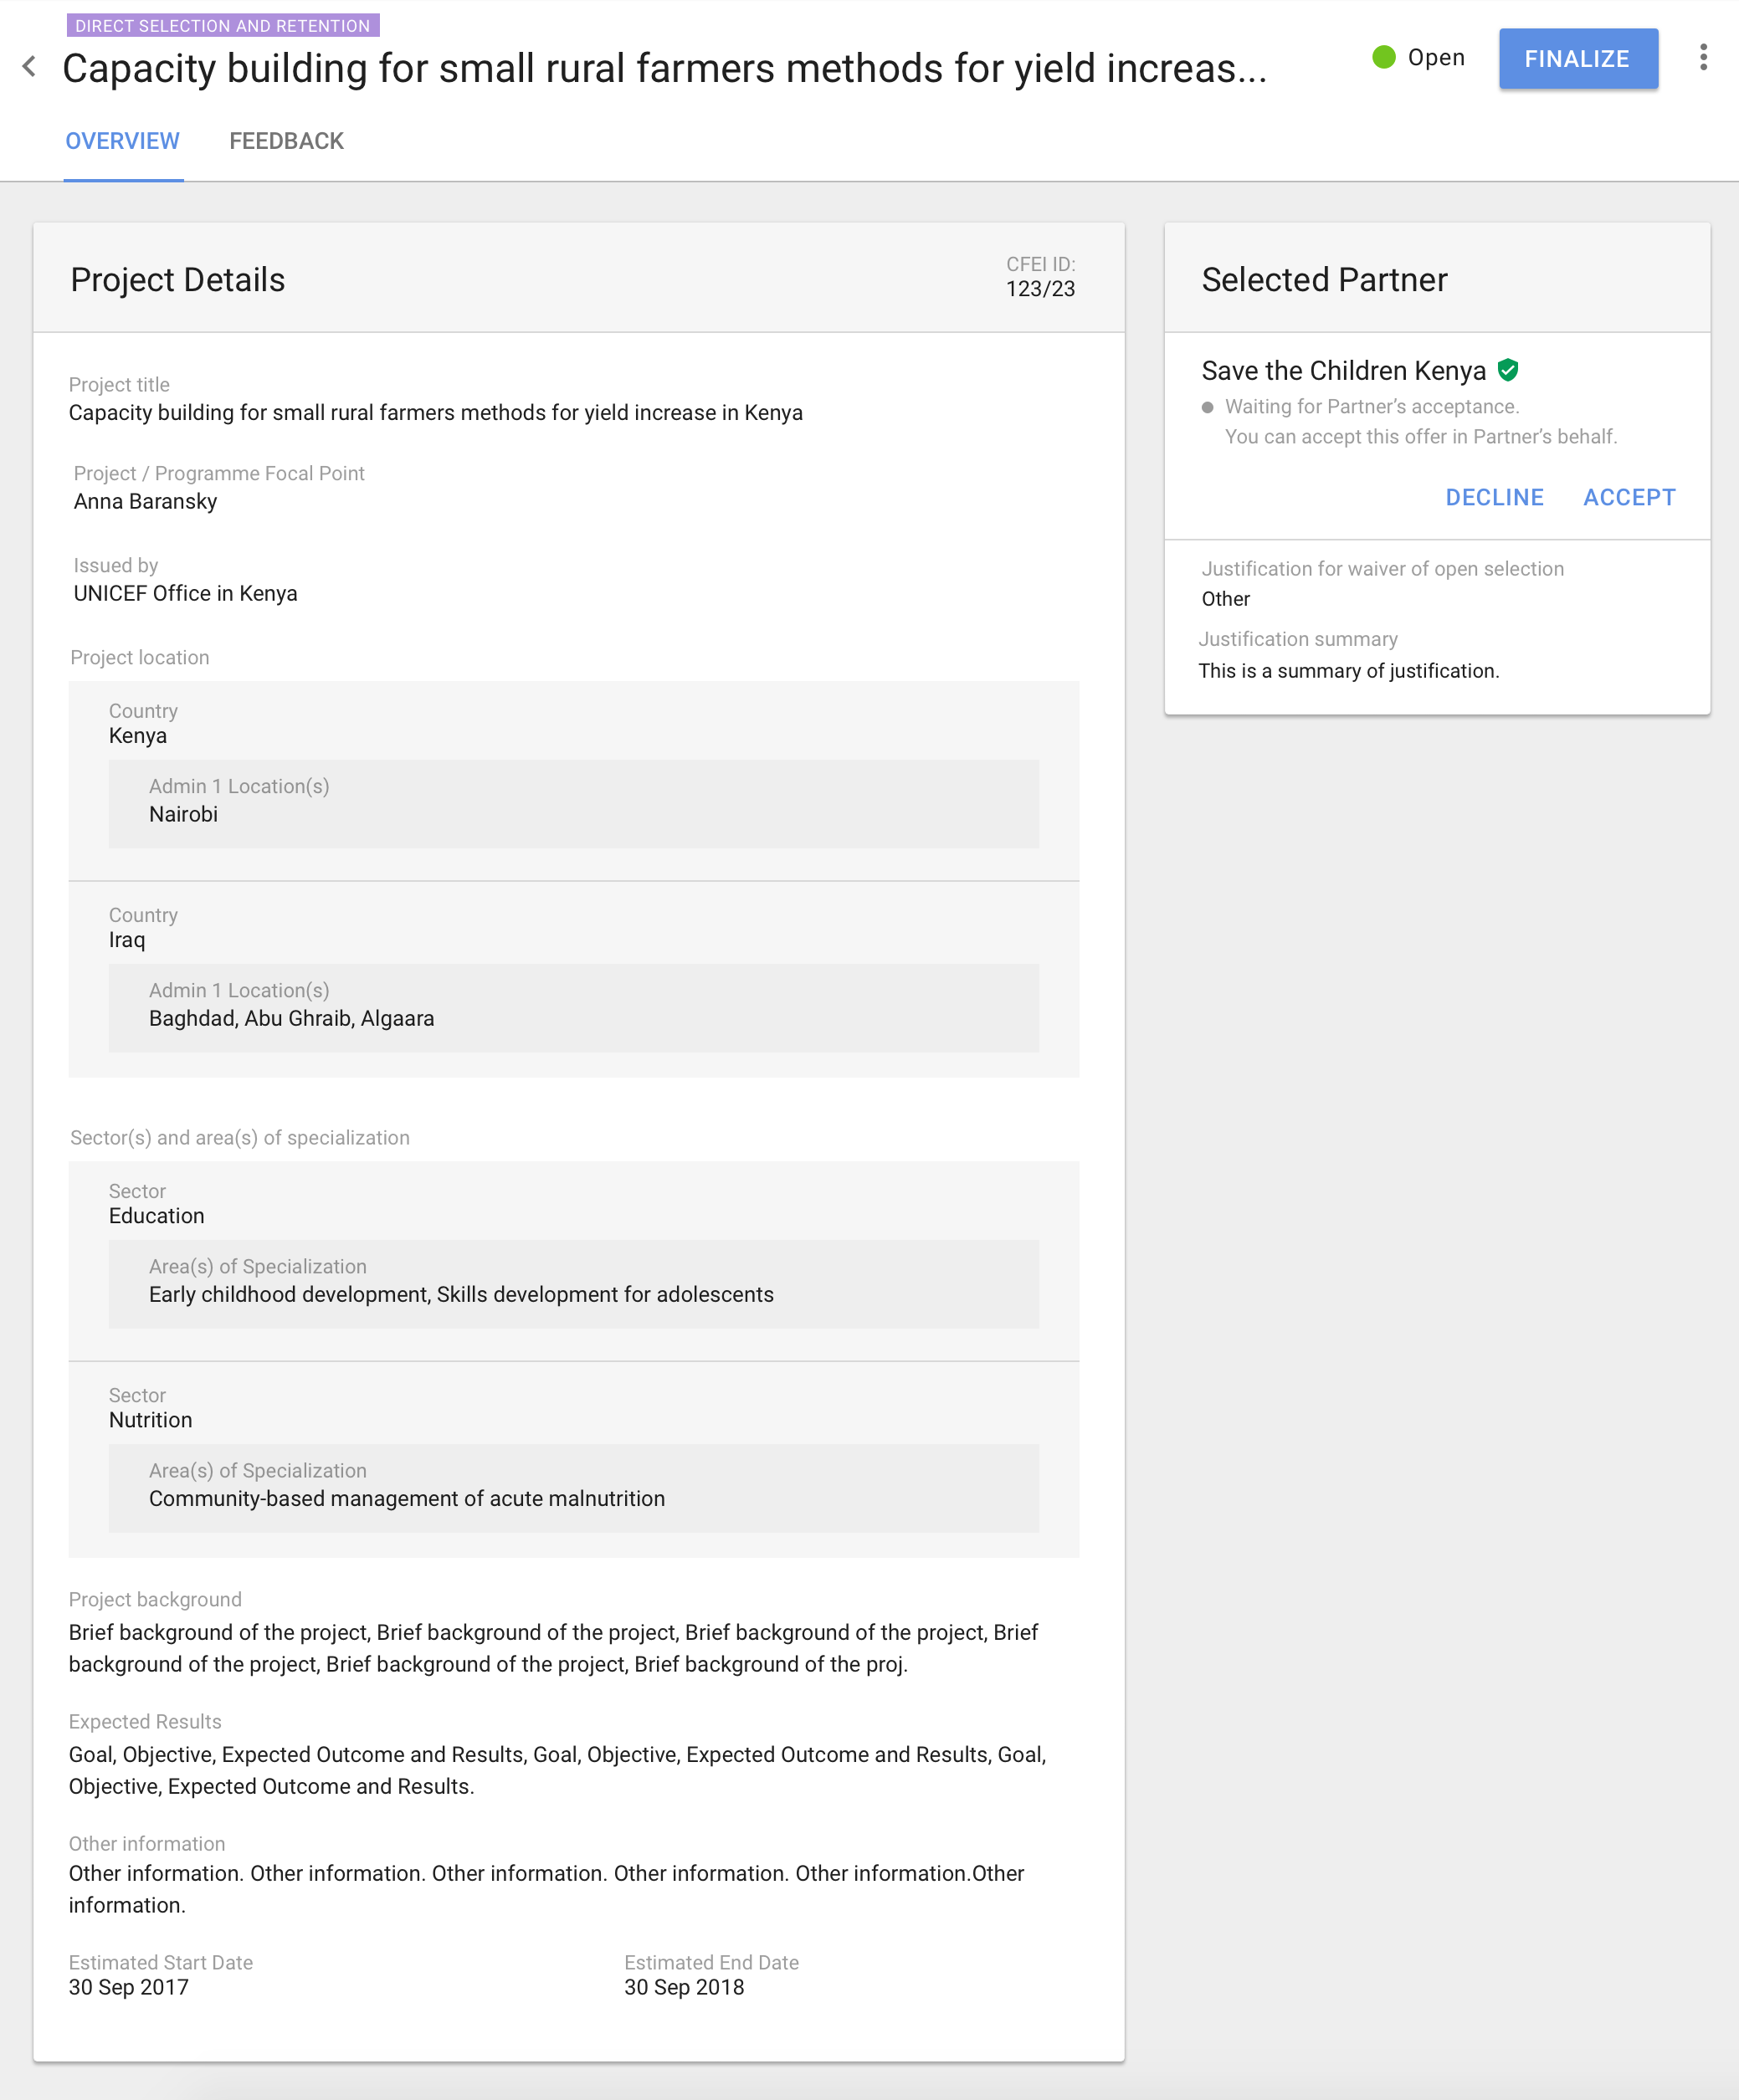 DIRECT SELECTION AND RETENTION
Capacity building for small rural farmers methods for yield increas...
Open
FINALIZE
OVERVIEW
FEEDBACK
Project Details
CFEI ID:
123/23
Project title
Capacity building for small rural farmers methods for yield increase in Kenya
Project / Programme Focal Point
Anna Baransky
Issued by
UNICEF Office in Kenya
Project location
Country
Kenya
Admin 1 Location(s)
Nairobi
Country
Iraq
Admin 1 Location(s)
Baghdad, Abu Ghraib, Algaara
Sector(s) and area(s) of specialization
Sector
Education
Area(s) of Specialization
Early childhood development, Skills development for adolescents
Sector
Nutrition
Area(s) of Specialization
Community-based management of acute malnutrition
Project background
Brief background of the project, Brief background of the project, Brief background of the project, Brief
background of the project, Brief background of the project, Brief background of the proj.
Expected Results
Goal, Objective, Expected Outcome and Results, Goal, Objective, Expected Outcome and Results, Goal,
Objective, Expected Outcome and Results.
Other information
Other information. Other information. Other information. Other information. Other information.Other
information.
Estimated Start Date
30 Sep 2017
Estimated End Date
30 Sep 2018
Selected Partner
Save the Children Kenya
Waiting for Partner’s acceptance.
You can accept this offer in Partner’s behalf.
DECLINE
ACCEPT
Justification for waiver of open selection
Other
Justification summary
This is a summary of justification.